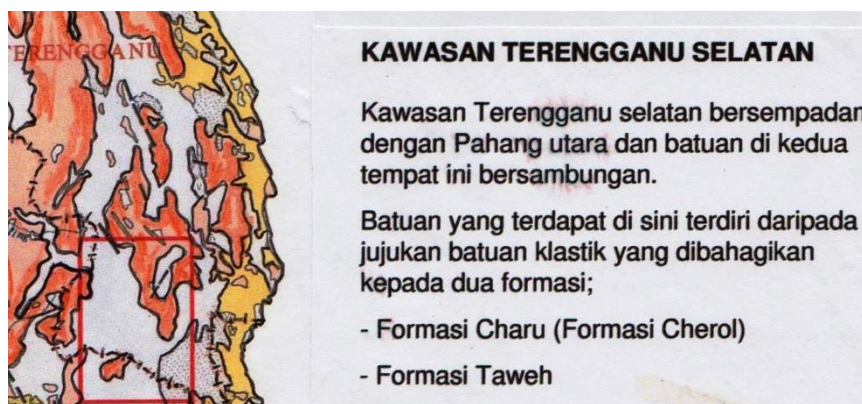 TERENGGANU
KAWASAN TERENGGANU SELATAN
Kawasan Terengganu selatan bersempadan
dengan Pahang utara dan batuan di kedua
tempat ini bersambungan.
Batuan yang terdapat di sini terdiri daripada
jujukan batuan klastik yang dibahagikan
kepada dua formasi;
- Formasi Charu (Formasi Cherol)
- Formasi Taweh